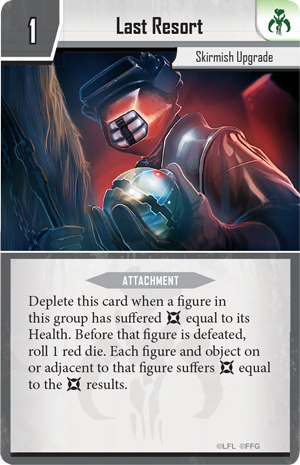 1
Last Resort
Skirmish Upgrade
ATTACHMENT
Deplete this card when a figure in
this group has suffered equal to its
Health. Before that figure is defeated,
roll 1 red die. Each figure and object on
or adjacent to that figure suffers equal
to the results.
©LFL ©FFG